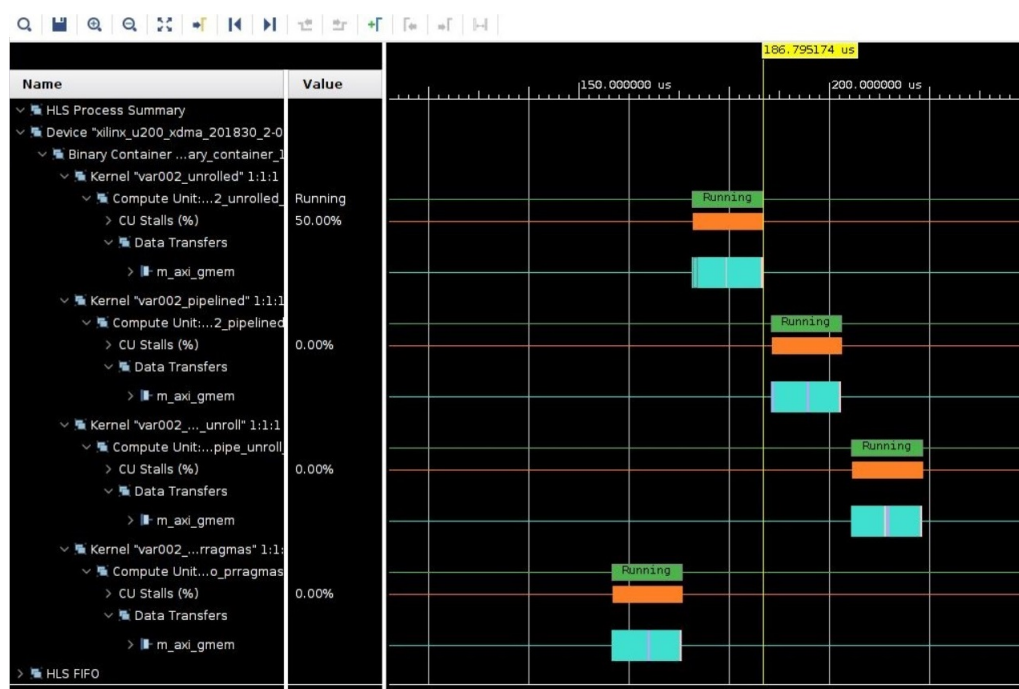 186.795174 us
Name Value
150.000000 us 200.000000 us
HLS Process Summary
Device "xilinx_u200_xdma_201830_2-0
Binary Container ...ary_container_1
Kernel "var002_unrolled" 1:1:1
Compute Unit:...2_unrolled_ Running Running
CU Stalls (%) 50.00%
Data Transfers
m_axi_gmem
Kernel "var002_pipelined" 1:1:1
Compute Unit:...2_pipelined Running
CU Stalls (%) 0.00%
Data Transfers
m_axi_gmem
Kernel "var002_..._unroll" 1:1:1
Compute Unit:...pipe_unroll_ Running
CU Stalls (%) 0.00%
Data Transfers
m_axi_gmem
Kernel "var002_...rragmas" 1:1:
Compute Unit...o_prragmas Running
CU Stalls (%) 0.00%
Data Transfers
m_axi_gmem
HLS FIFO